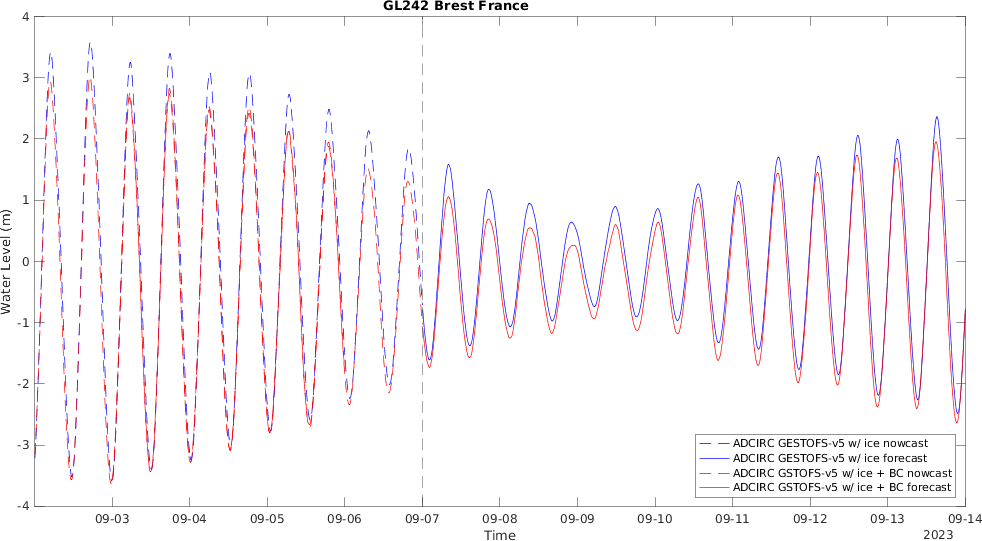 GL242 Brest France
4
3
2
1
0
-1
-2
-3
-4
Water Level (m)
ADCIRC GESTOFS-v5 w/ ice nowcast
ADCIRC GESTOFS-v5 w/ ice forecast
ADCIRC GSTOFS-v5 w/ ice + BC nowcast
ADCIRC GSTOFS-v5 w/ ice + BC forecast
09-03 09-04 09-05 09-06 09-07 09-08 09-09 09-10 09-11 09-12 09-13 09-14
Time
2023